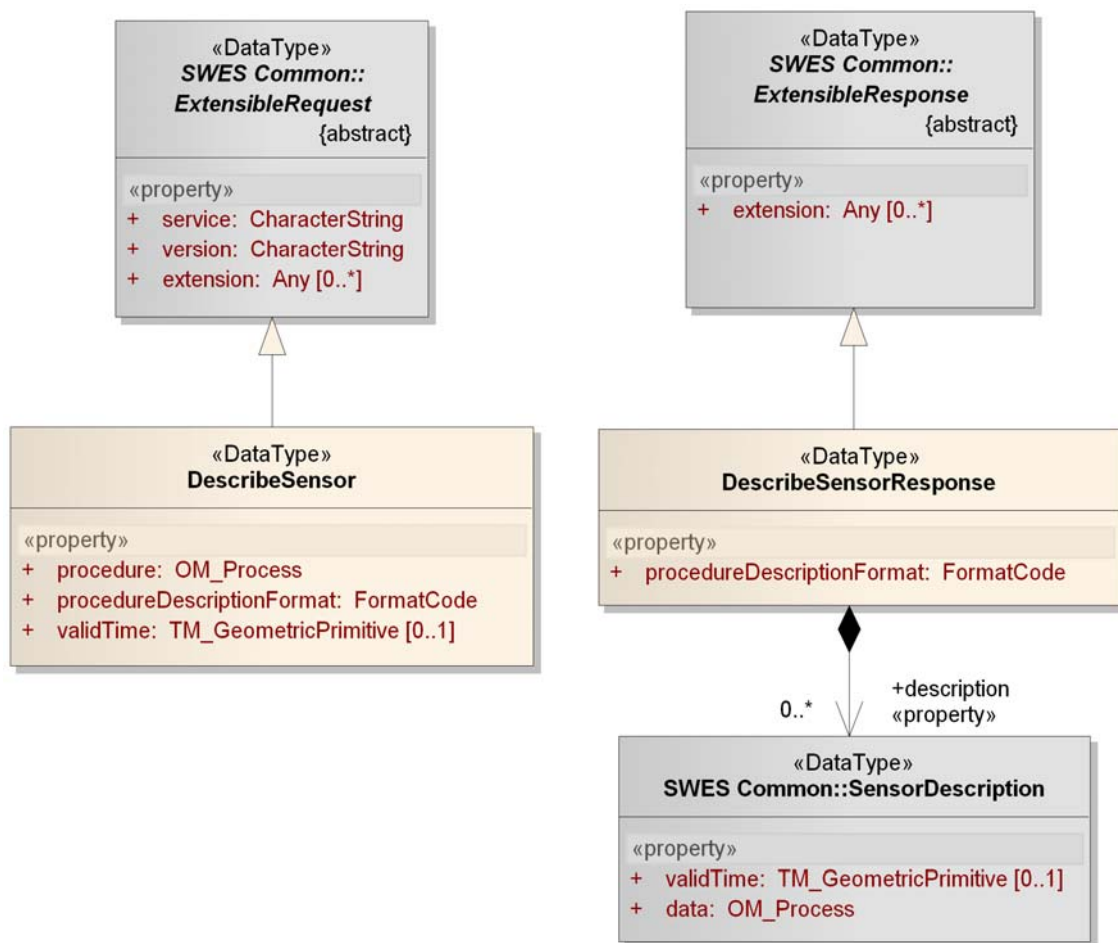 «DataType»
SWES Common::
ExtensibleRequest
{abstract}
«property»
+ service: CharacterString
+ version: CharacterString
+ extension: Any [0..*]
«DataType»
SWES Common::
ExtensibleResponse
{abstract}
«property»
+ extension: Any [0..*]
«DataType»
DescribeSensor
«property»
+ procedure: OM_Process
+ procedureDescriptionFormat: FormatCode
+ validTime: TM_GeometricPrimitive [0..1]
«DataType»
DescribeSensorResponse
«property»
+ procedureDescriptionFormat: FormatCode
+description
0..* «property»
«DataType»
SWES Common::SensorDescription
«property»
+ validTime: TM_GeometricPrimitive [0..1]
+ data: OM_Process